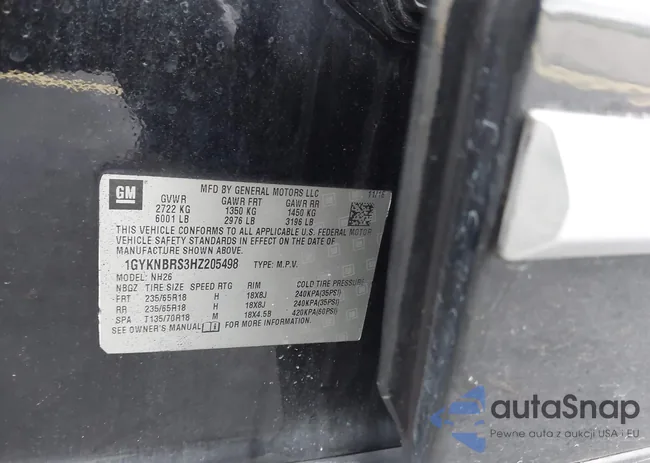 GM
MFD BY GENERAL MOTORS LLC
11/16
GVWR GAWR FRT GAWR RR
2722 KG 1350 KG 1450 KG
6001 LB 2976 LB 3196 LB
THIS VEHICLE CONFORMS TO ALL APPLICABLE U.S. FEDERAL MOTOR
VEHICLE SAFETY STANDARDS IN EFFECT ON THE DATE OF
MANUFACTURE SHOWN ABOVE.
1GYKNBRS3HZ205498 TYPE: M.P.V.
MODEL: NH26
NBGZ TIRE SIZE SPEED RTG RIM COLD TIRE PRESSURE
FRT 235/65R18 H 18X8J 240KPA(35PSI)
RR 235/65R18 H 18X8J 240KPA(35PSI)
SPA T135/70R18 M 18X4.5B 420KPA(60PSI)
SEE OWNER'S MANUAL FOR MORE INFORMATION.
autaSnap
Pewne auta z aukcji USA i EU